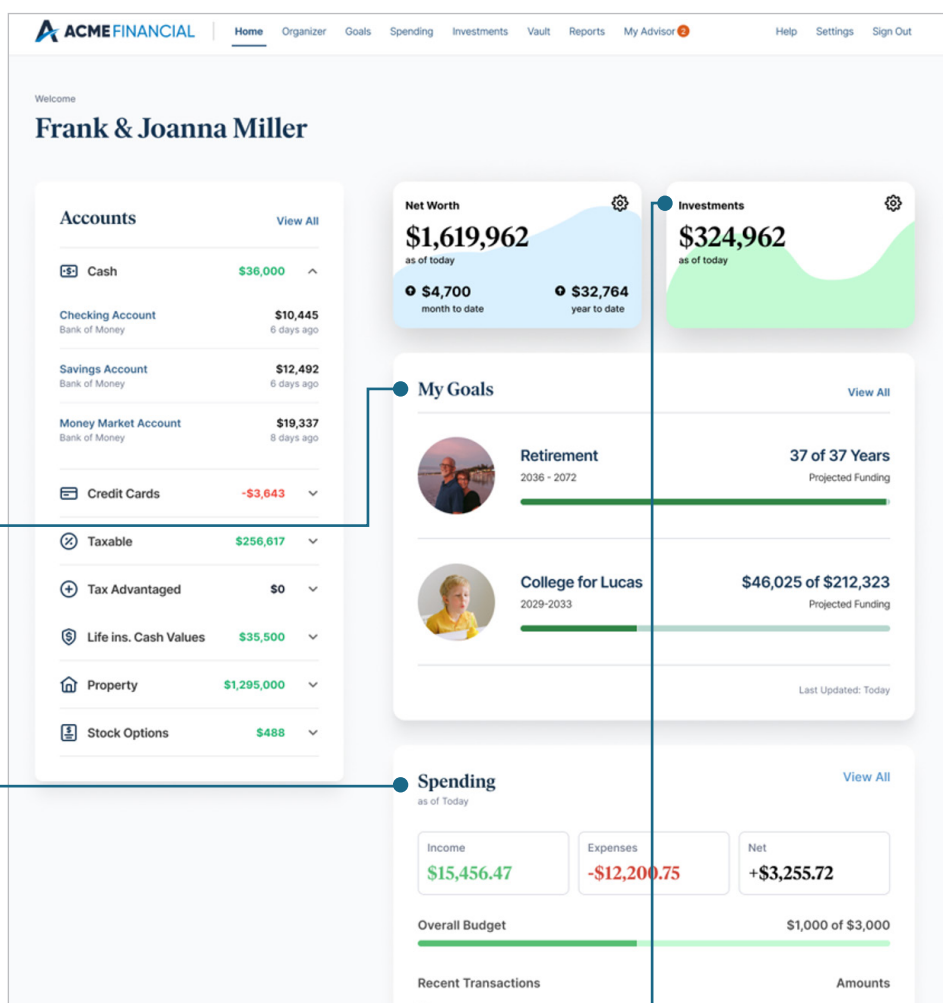 ACME FINANCIAL
Home Organizer Goals Spending Investments Vault Reports My Advisor 2 Help Settings Sign Out
Welcome
Frank & Joanna Miller
Accounts View All
Cash $36,000
Checking Account $10,445
Bank of Money 6 days ago
Savings Account $12,492
Bank of Money 6 days ago
Money Market Account $19,337
Bank of Money 8 days ago
Credit Cards -$3,643
Taxable $256,617
Tax Advantaged $0
Life ins. Cash Values $35,500
Property $1,295,000
Stock Options $488
Net Worth
$1,619,962
as of today
$4,700 $32,764
month to date year to date
Investments
$324,962
as of today
My Goals View All
Retirement 37 of 37 Years
2036 - 2072 Projected Funding
College for Lucas $46,025 of $212,323
2029-2033 Projected Funding
Last Updated: Today
Spending View All
as of Today
Income Expenses Net
$15,456.47 -$12,200.75 +$3,255.72
Overall Budget $1,000 of $3,000
Recent Transactions Amounts